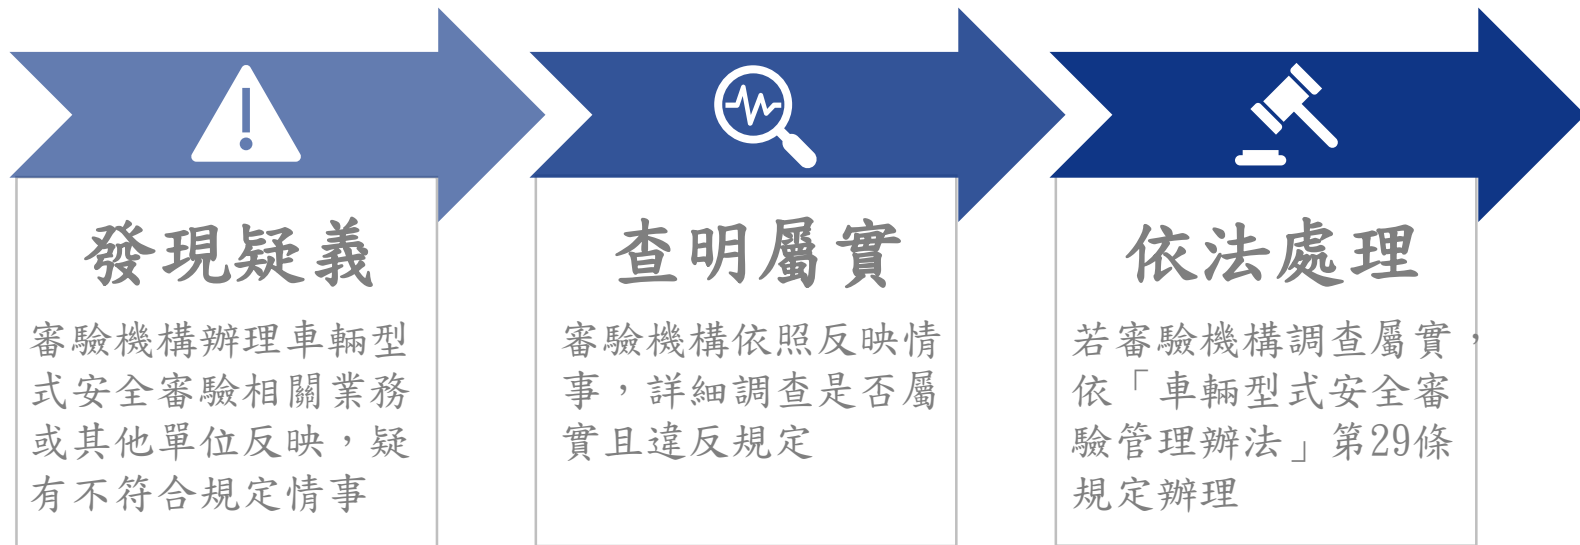 發現疑義
審驗機構辦理車輛型
式安全審驗相關業務
或其他單位反映，疑
有不符合規定情事
查明屬實
審驗機構依照反映情
事，詳細調查是否屬
實且違反規定
依法處理
若審驗機構調查屬實，
依「車輛型式安全審
驗管理辦法」第29條
規定辦理